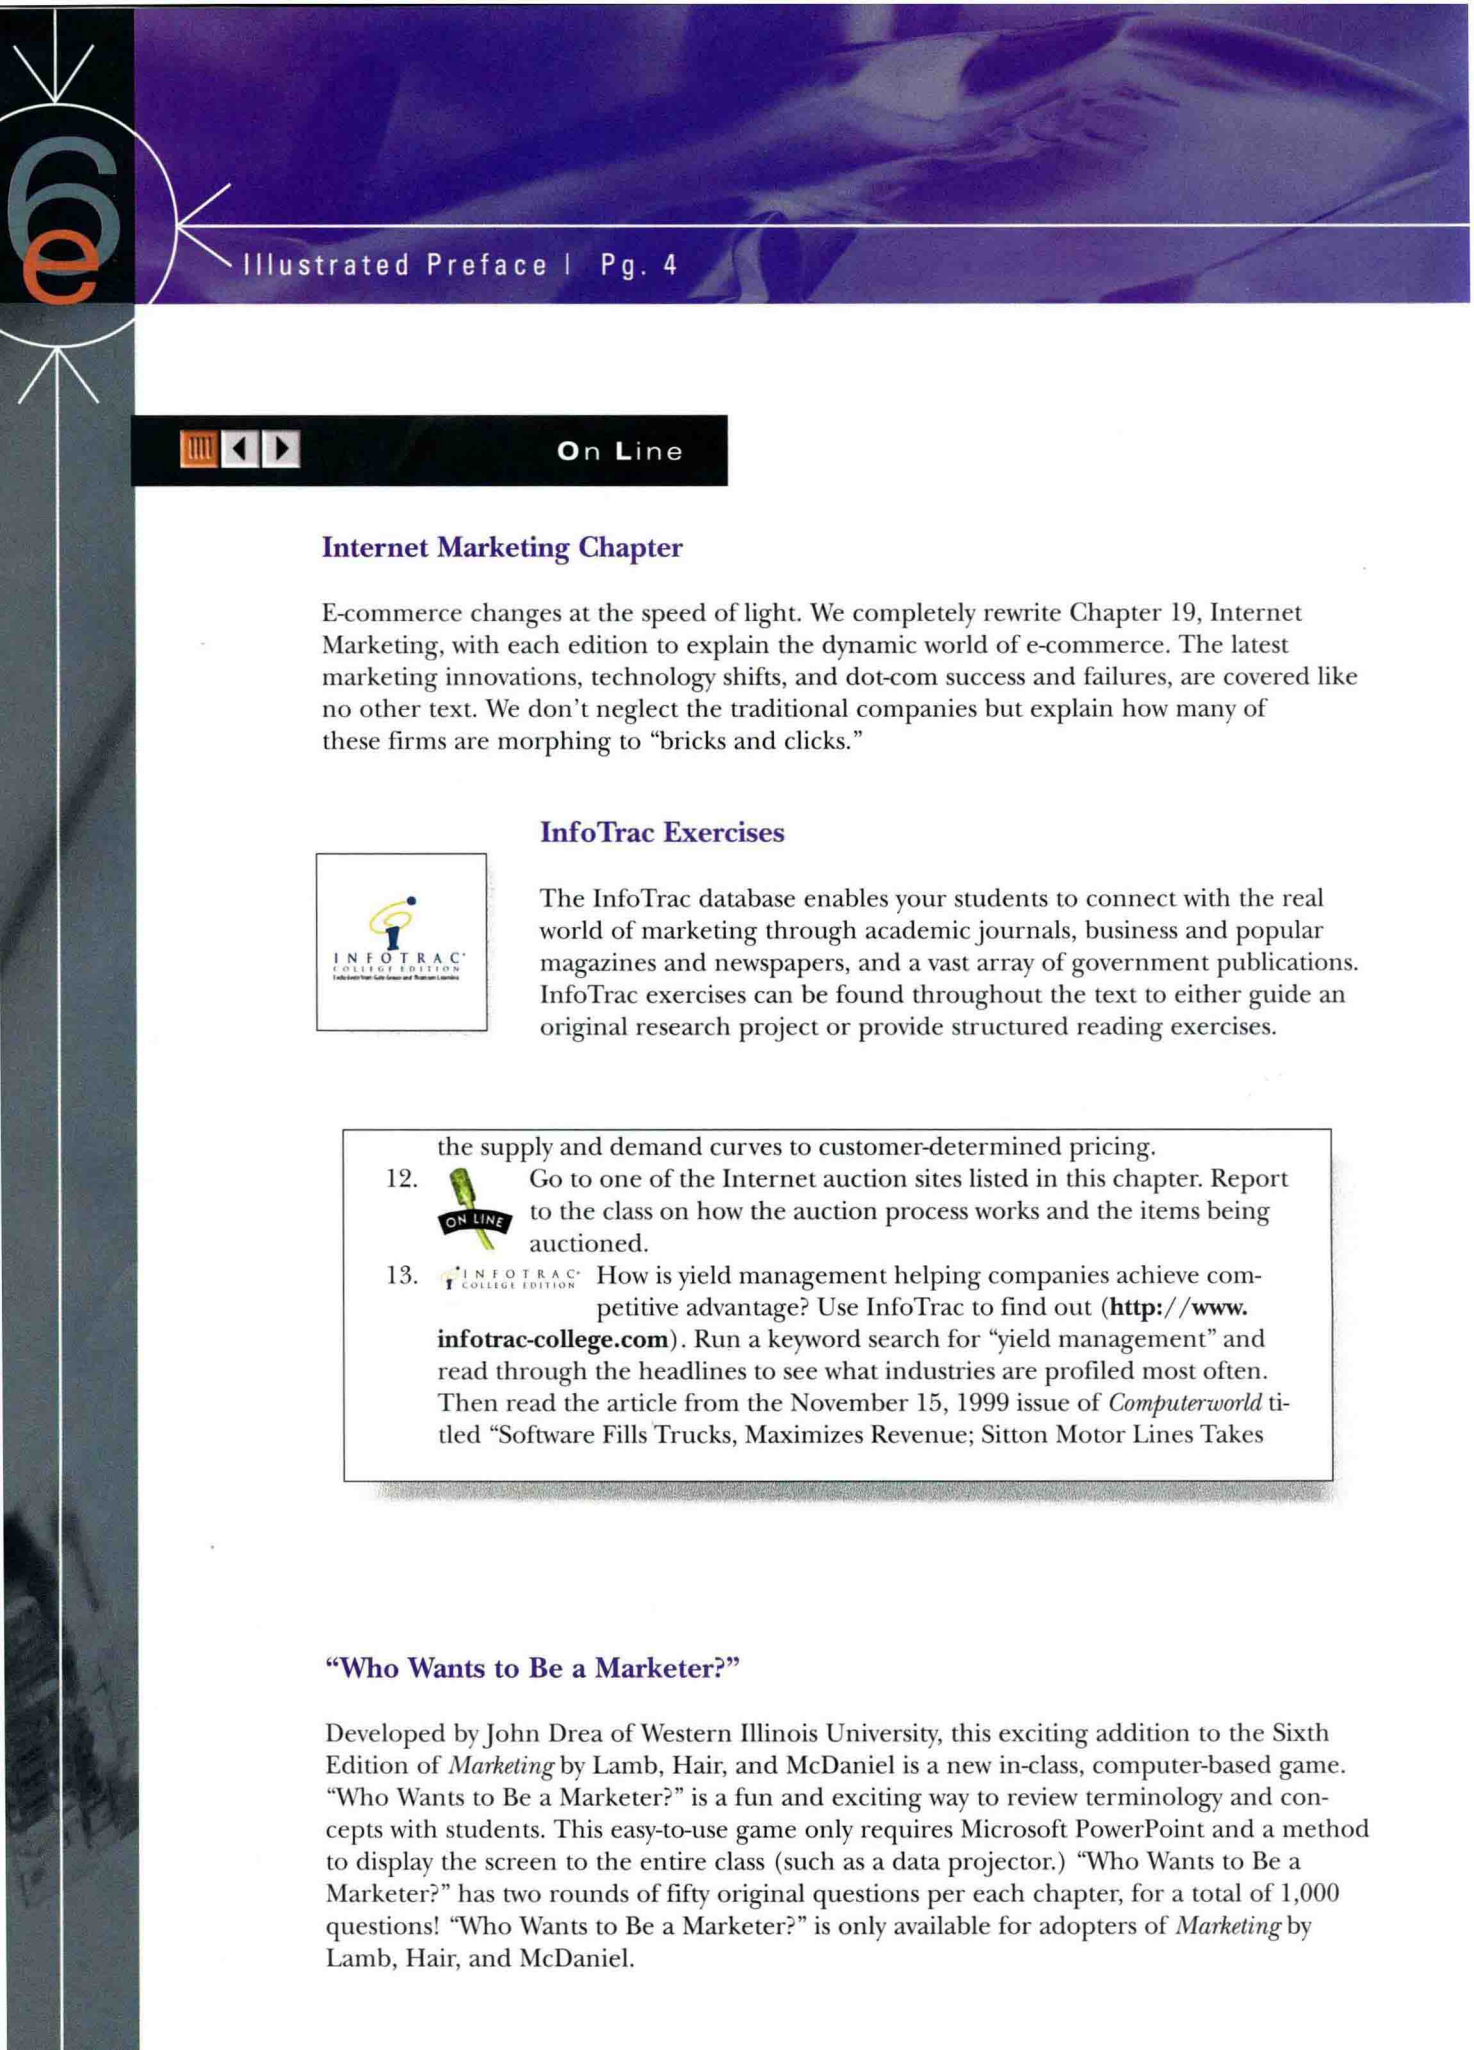 6e
Illustrated Preface | Pg. 4
On Line
Internet Marketing Chapter
E-commerce changes at the speed of light. We completely rewrite Chapter 19, Internet
Marketing, with each edition to explain the dynamic world of e-commerce. The latest
marketing innovations, technology shifts, and dot-com success and failures, are covered like
no other text. We don't neglect the traditional companies but explain how many of
these firms are morphing to “bricks and clicks.”
InfoTrac Exercises
INFOTRAC®
COLLEGE EDITION
Exclusively from Gale Group and Thomson Learning
The InfoTrac database enables your students to connect with the real
world of marketing through academic journals, business and popular
magazines and newspapers, and a vast array of government publications.
InfoTrac exercises can be found throughout the text to either guide an
original research project or provide structured reading exercises.
the supply and demand curves to customer-determined pricing.
12. ON LINE Go to one of the Internet auction sites listed in this chapter. Report
to the class on how the auction process works and the items being
auctioned.
13. INFOTRAC® COLLEGE EDITION How is yield management helping companies achieve com-
petitive advantage? Use InfoTrac to find out (http://www.
infotrac-college.com). Run a keyword search for “yield management” and
read through the headlines to see what industries are profiled most often.
Then read the article from the November 15, 1999 issue of Computerworld ti-
tled “Software Fills Trucks, Maximizes Revenue; Sitton Motor Lines Takes
“Who Wants to Be a Marketer?”
Developed by John Drea of Western Illinois University, this exciting addition to the Sixth
Edition of Marketing by Lamb, Hair, and McDaniel is a new in-class, computer-based game.
“Who Wants to Be a Marketer?” is a fun and exciting way to review terminology and con-
cepts with students. This easy-to-use game only requires Microsoft PowerPoint and a method
to display the screen to the entire class (such as a data projector.) “Who Wants to Be a
Marketer?” has two rounds of fifty original questions per each chapter, for a total of 1,000
questions! “Who Wants to Be a Marketer?” is only available for adopters of Marketing by
Lamb, Hair, and McDaniel.